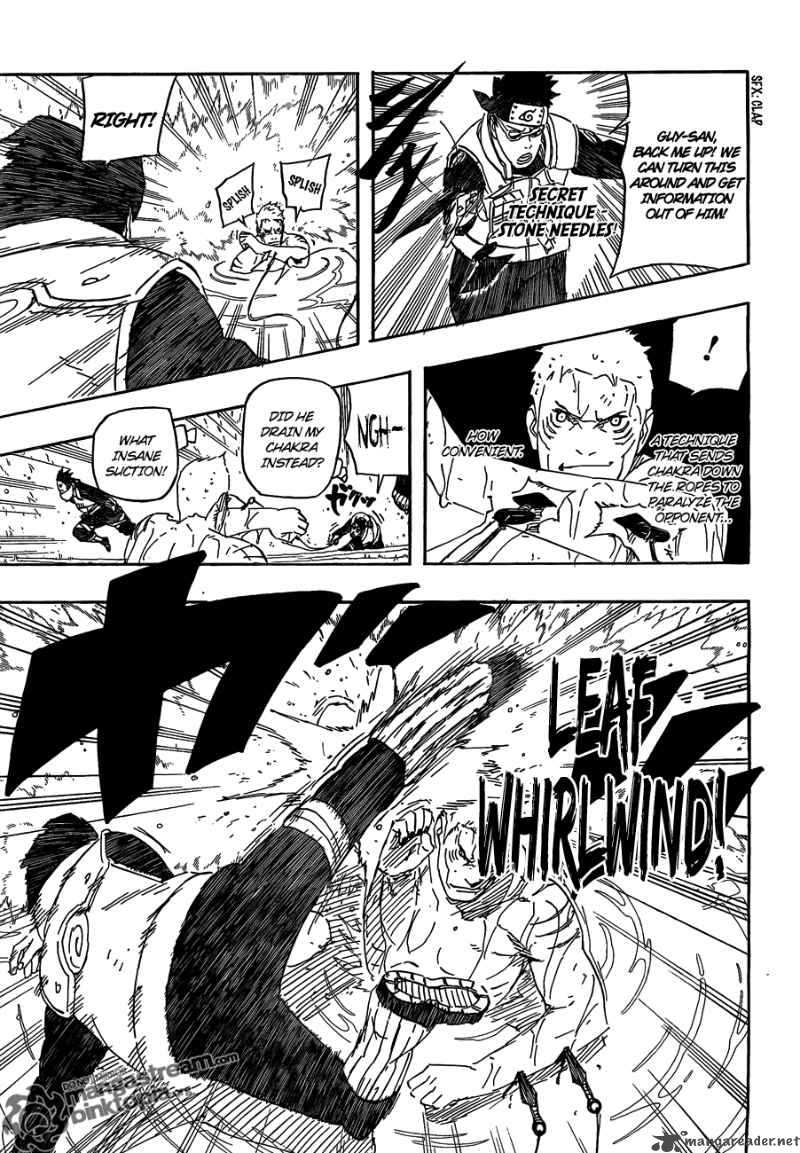 SFX: CLAP
GUY-SAN,
BACK ME UP! WE
CAN TURN THIS
AROUND AND GET
INFORMATION
OUT OF HIM!
SECRET
TECHNIQUE -
STONE NEEDLES!
RIGHT!
SPLISH
SPLISH
!
A TECHNIQUE
THAT SENDS
CHAKRA DOWN
THE ROPES TO
PARALYZE THE
OPPONENT...
HOW
CONVENIENT.
NGH-
DID HE
DRAIN MY
CHAKRA
INSTEAD?
WHAT
INSANE
SUCTION!
LEAF
WHIRLWIND!
mangastream.com
binktopia
mangareader.net